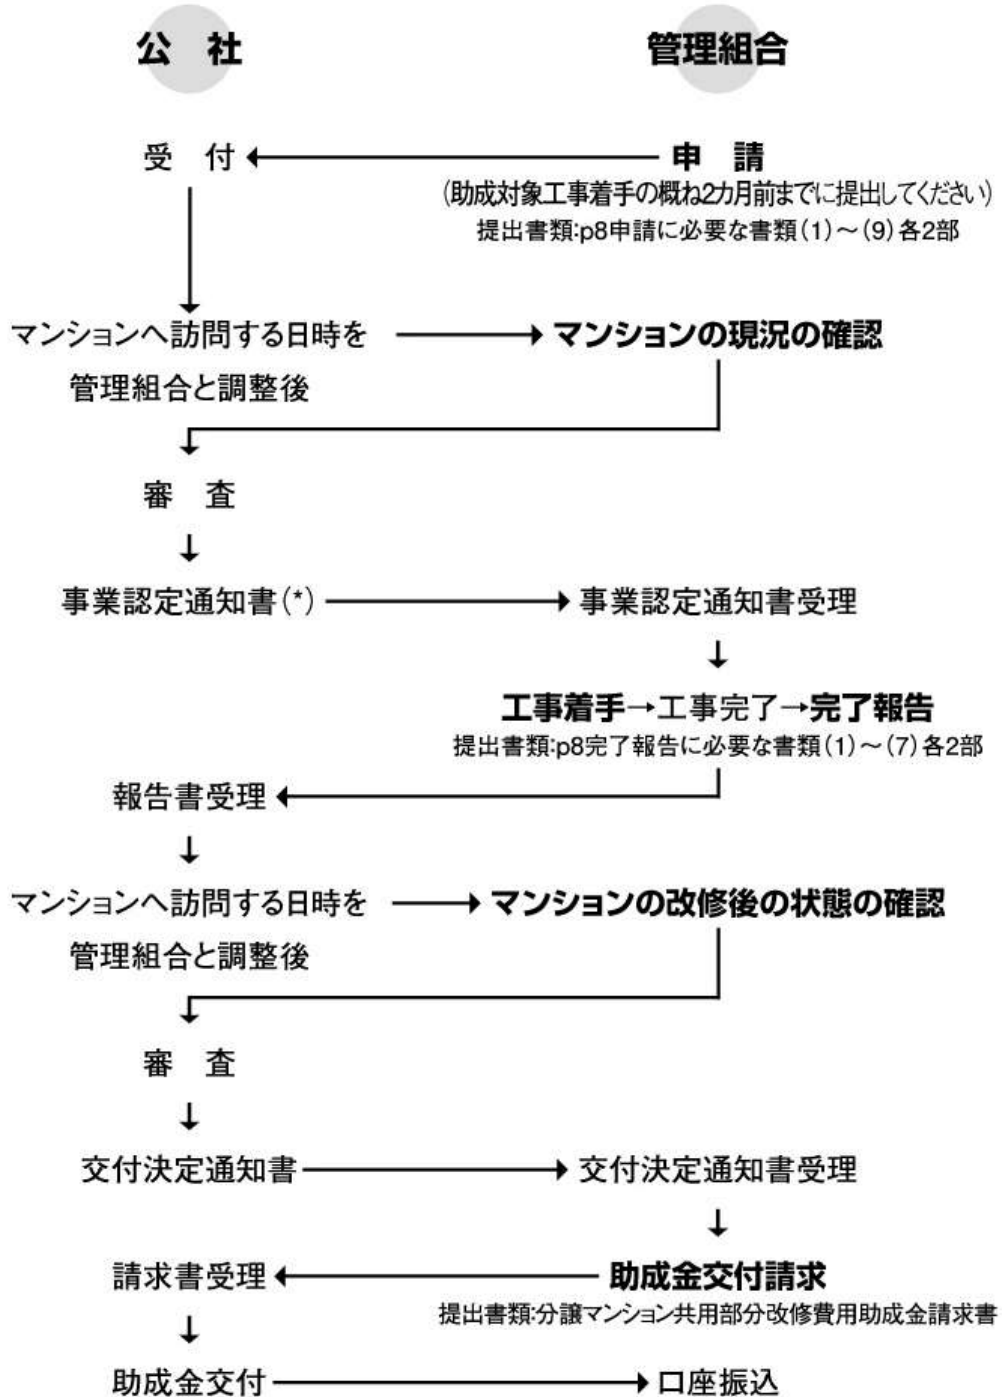 公　社
管理組合
受　付
申　請
(助成対象工事着手の概ね2カ月前までに提出してください)
提出書類:p8申請に必要な書類(1)～(9)各2部
マンションへ訪問する日時を
管理組合と調整後
マンションの現況の確認
審　査
事業認定通知書(*)
事業認定通知書受理
工事着手→工事完了→完了報告
提出書類:p8完了報告に必要な書類(1)～(7)各2部
報告書受理
マンションへ訪問する日時を
管理組合と調整後
マンションの改修後の状態の確認
審　査
交付決定通知書
交付決定通知書受理
請求書受理
助成金交付請求
提出書類:分譲マンション共用部分改修費用助成金請求書
助成金交付
口座振込